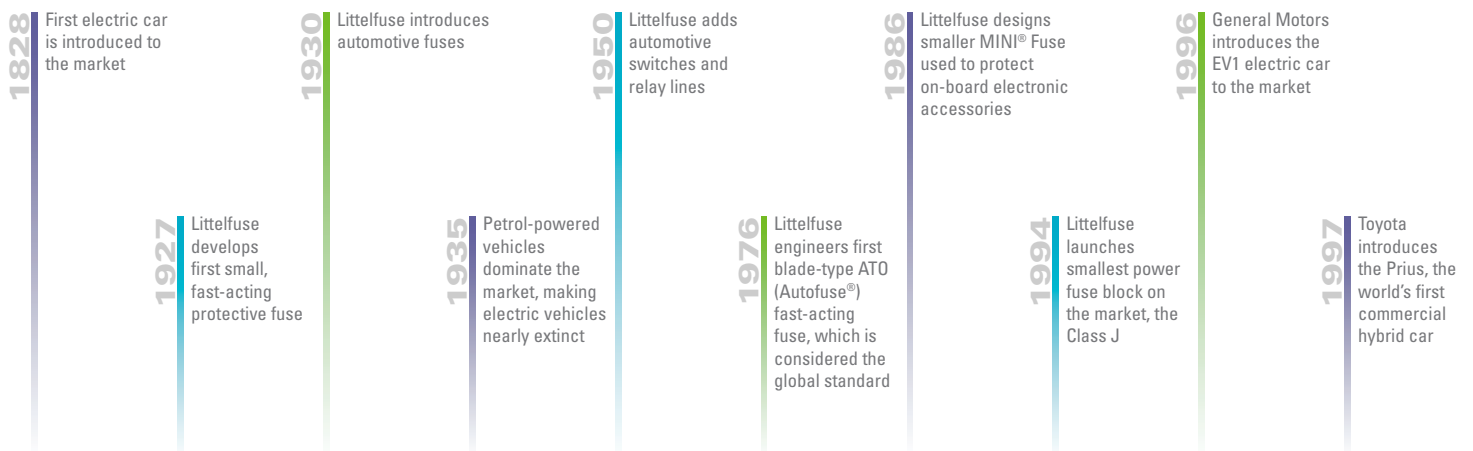 1828
First electric car
is introduced to
the market
1927
Littelfuse
develops
first small,
fast-acting
protective fuse
1930
Littelfuse introduces
automotive fuses
1935
Petrol-powered
vehicles
dominate the
market, making
electric vehicles
nearly extinct
1950
Littelfuse adds
automotive
switches and
relay lines
1976
Littelfuse
engineers first
blade-type ATO
(Autofuse®)
fast-acting
fuse, which is
considered the
global standard
1986
Littelfuse designs
smaller MINI® Fuse
used to protect
on-board electronic
accessories
1994
Littelfuse
launches
smallest power
fuse block on
the market, the
Class J
1996
General Motors
introduces the
EV1 electric car
to the market
1997
Toyota
introduces
the Prius, the
world's first
commercial
hybrid car